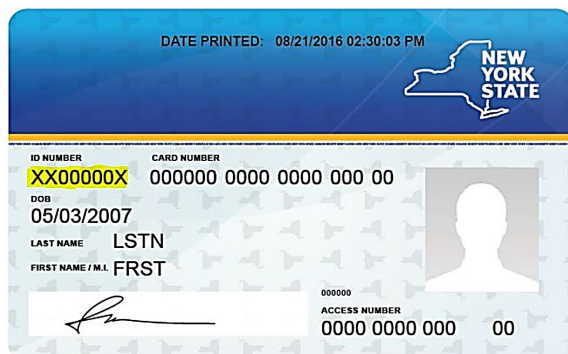 DATE PRINTED: 08/21/2016 02:30:03 PM
NEW
YORK
STATE
ID NUMBER CARD NUMBER
XX00000X 000000 0000 0000 000 00
DOB
05/03/2007
LAST NAME LSTN
FIRST NAME / M.I. FRST
000000
ACCESS NUMBER
0000 0000 000 00